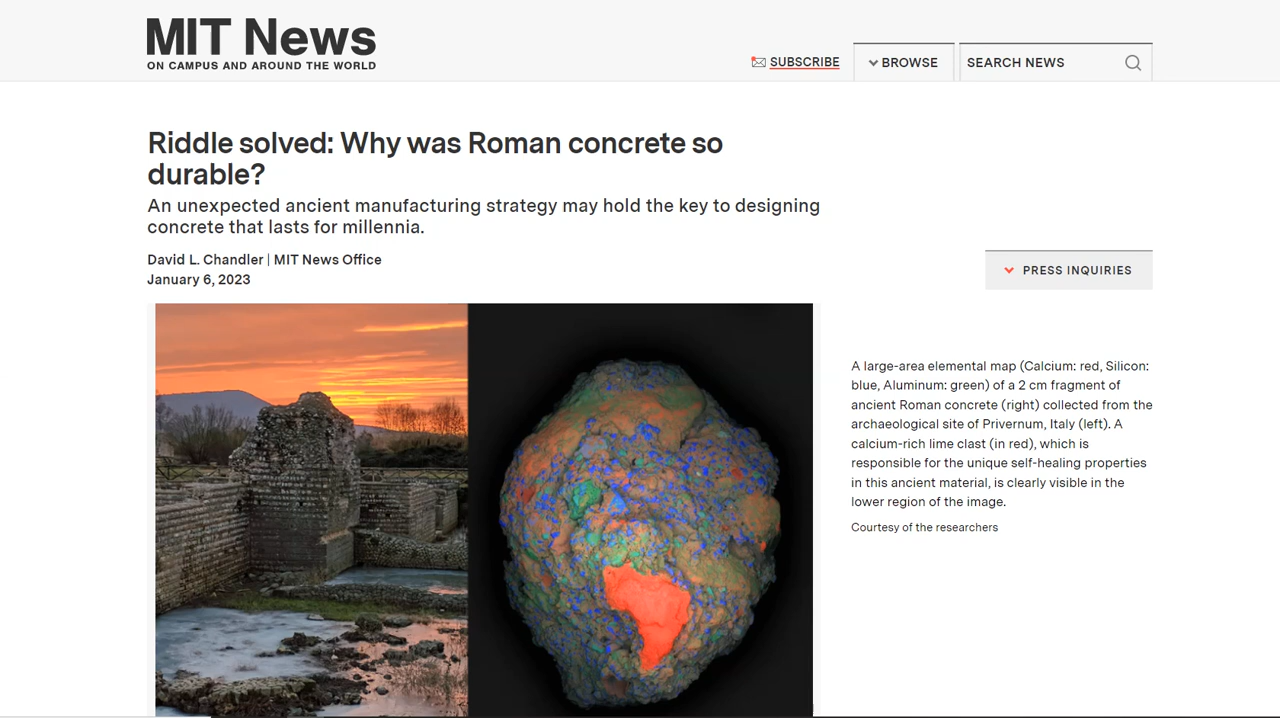 MIT News
ON CAMPUS AND AROUND THE WORLD
SUBSCRIBE
BROWSE
SEARCH NEWS
Riddle solved: Why was Roman concrete so
durable?
An unexpected ancient manufacturing strategy may hold the key to designing
concrete that lasts for millennia.
David L. Chandler | MIT News Office
January 6, 2023
PRESS INQUIRIES
A large-area elemental map (Calcium: red, Silicon:
blue, Aluminum: green) of a 2 cm fragment of
ancient Roman concrete (right) collected from the
archaeological site of Privernum, Italy (left). A
calcium-rich lime clast (in red), which is
responsible for the unique self-healing properties
in this ancient material, is clearly visible in the
lower region of the image.
Courtesy of the researchers